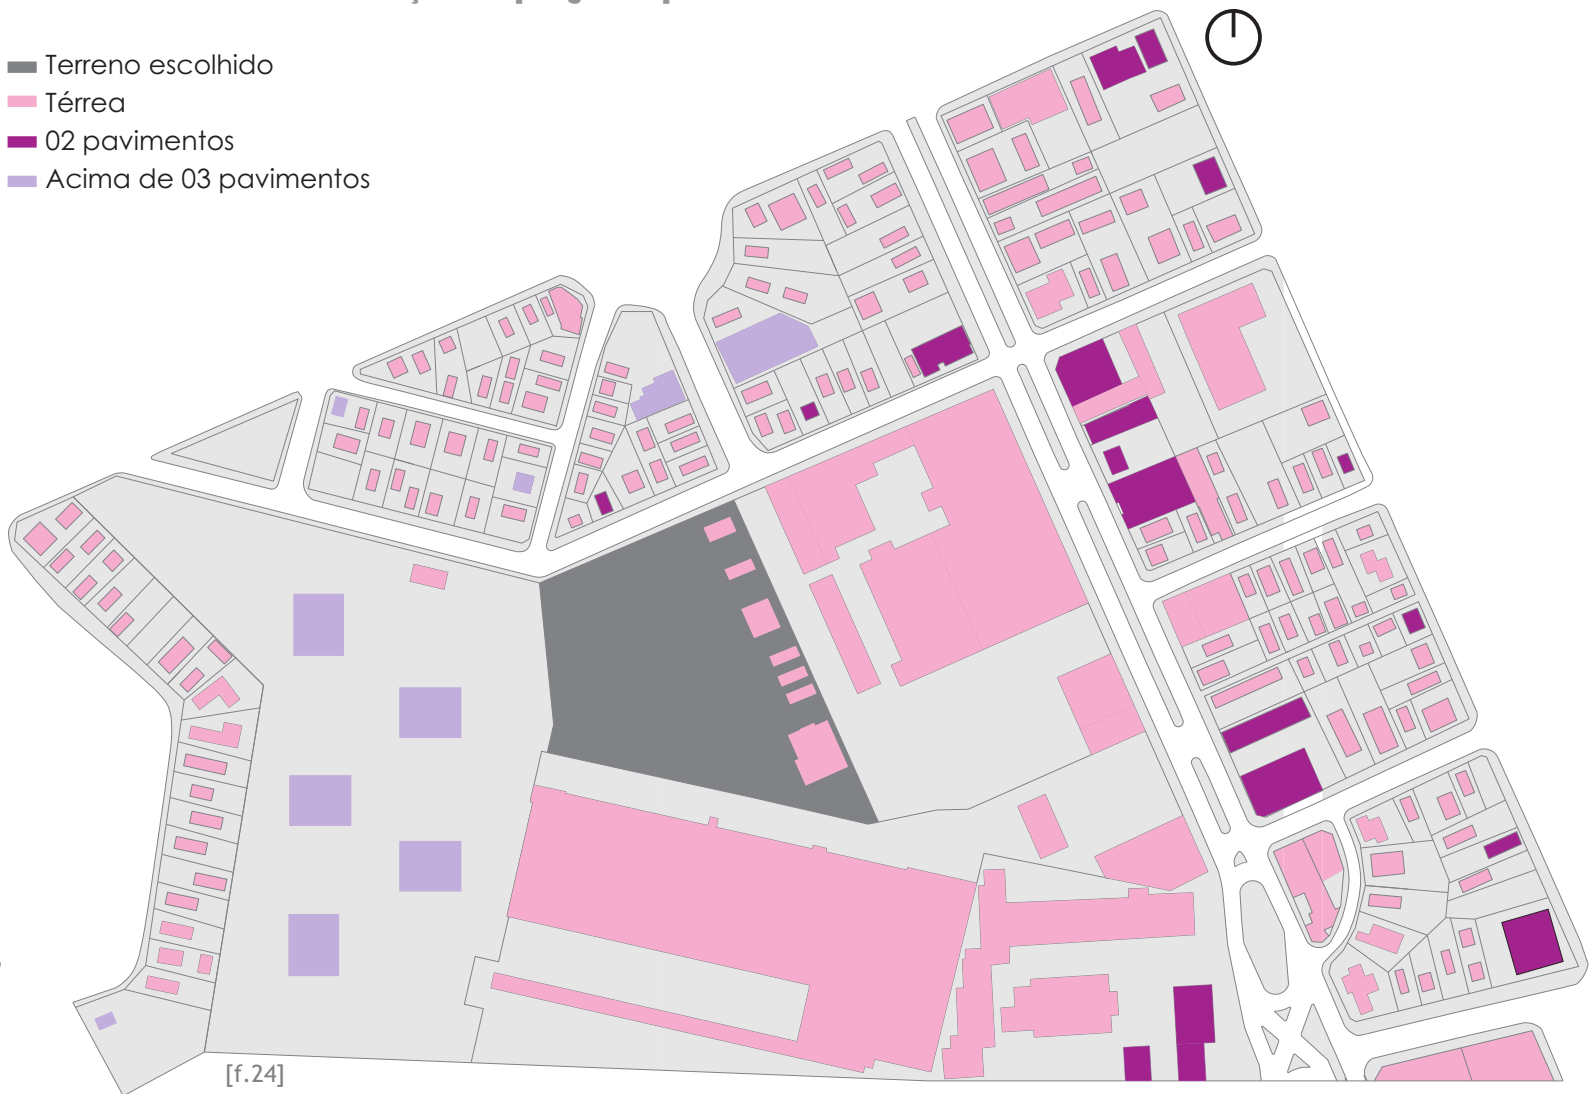 Terreno escolhido
Térrea
02 pavimentos
Acima de 03 pavimentos
[f.24]